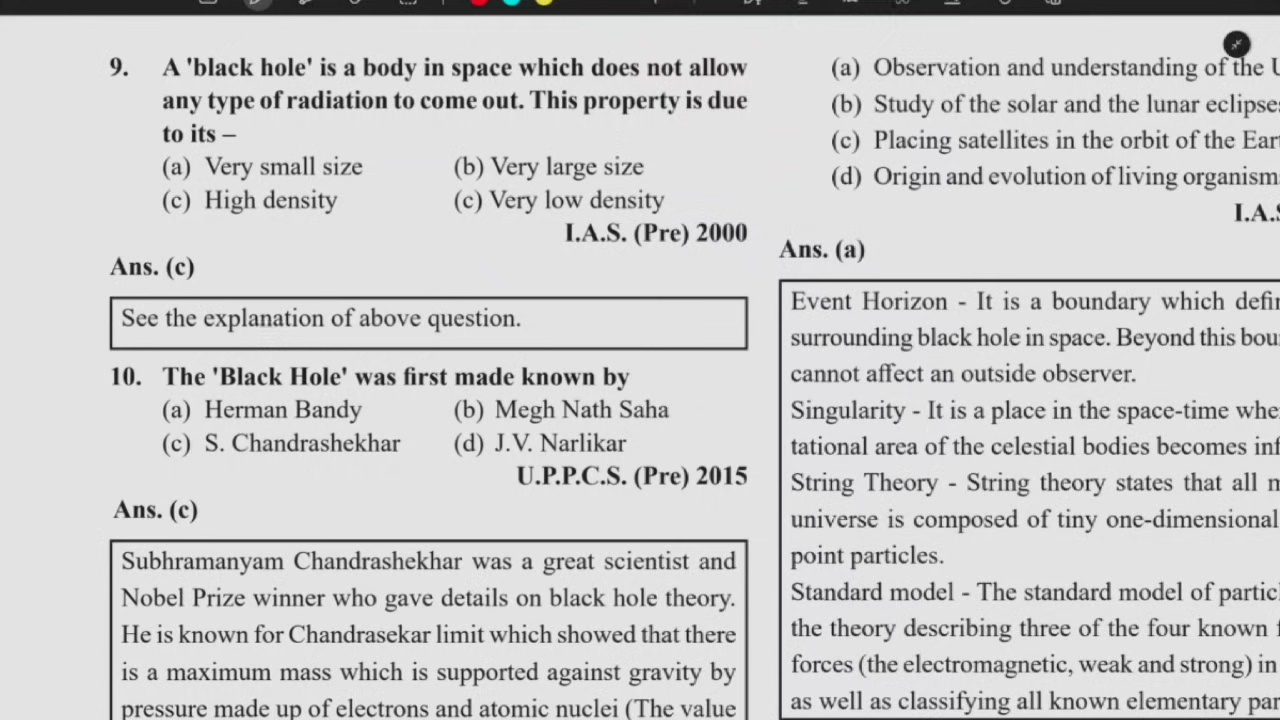 9. A 'black hole' is a body in space which does not allow
any type of radiation to come out. This property is due
to its –
(a) Very small size (b) Very large size
(c) High density (c) Very low density
I.A.S. (Pre) 2000
Ans. (c)
See the explanation of above question.
10. The 'Black Hole' was first made known by
(a) Herman Bandy (b) Megh Nath Saha
(c) S. Chandrashekhar (d) J.V. Narlikar
U.P.P.C.S. (Pre) 2015
Ans. (c)
Subhramanyam Chandrashekhar was a great scientist and
Nobel Prize winner who gave details on black hole theory.
He is known for Chandrasekar limit which showed that there
is a maximum mass which is supported against gravity by
pressure made up of electrons and atomic nuclei (The value
(a) Observation and understanding of the
(b) Study of the solar and the lunar
(c) Placing satellites in the orbit of the
(d) Origin and evolution of living
Ans. (a)
Event Horizon - It is a boundary which
surrounding black hole in space. Beyond this
cannot affect an outside observer.
Singularity - It is a place in the space-time
tational area of the celestial bodies becomes
String Theory - String theory states that all
universe is composed of tiny one-dimensional
point particles.
Standard model - The standard model of
the theory describing three of the four known
forces (the electromagnetic, weak and strong) in
as well as classifying all known elementary